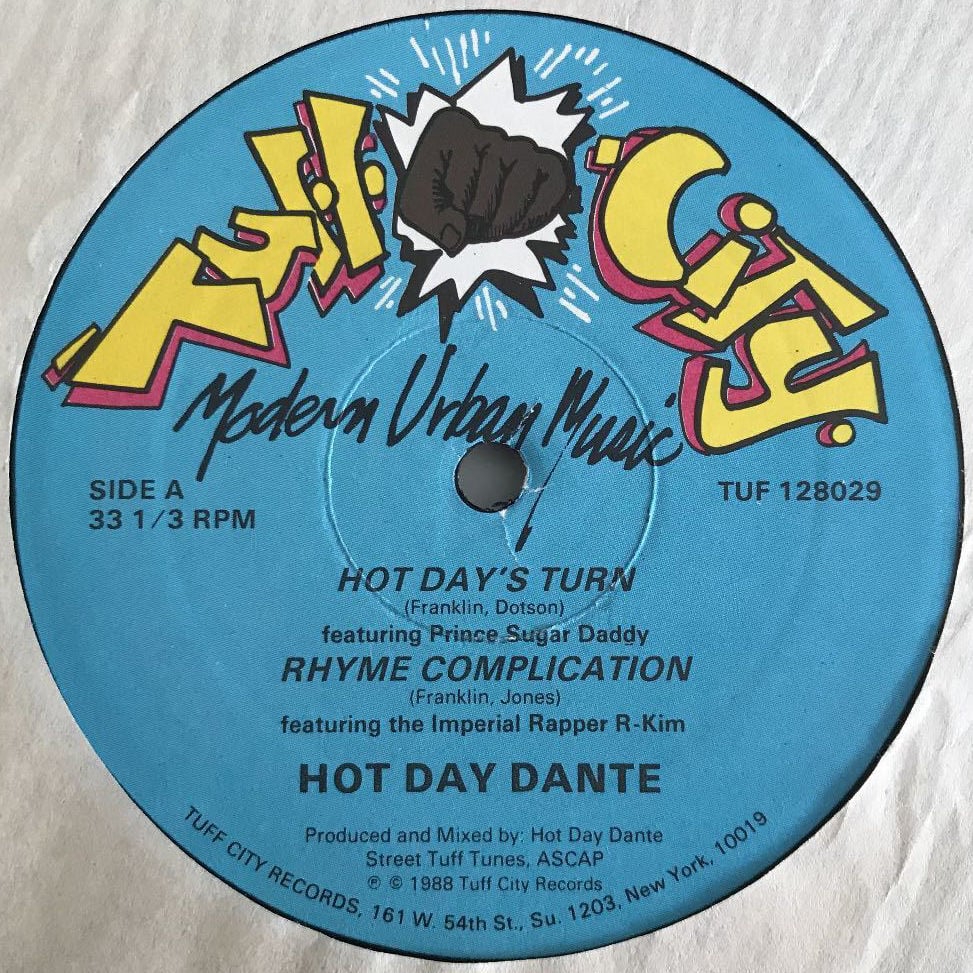 Tuff City
Modern Urban Music
SIDE A
33 1/3 RPM
TUF 128029
HOT DAY'S TURN
(Franklin, Dotson)
featuring Prince Sugar Daddy
RHYME COMPLICATION
(Franklin, Jones)
featuring the Imperial Rapper R-Kim
HOT DAY DANTE
Produced and Mixed by: Hot Day Dante
Street Tuff Tunes, ASCAP
℗ © 1988 Tuff City Records
TUFF CITY RECORDS, 161 W. 54th St., Su. 1203, New York, 10019